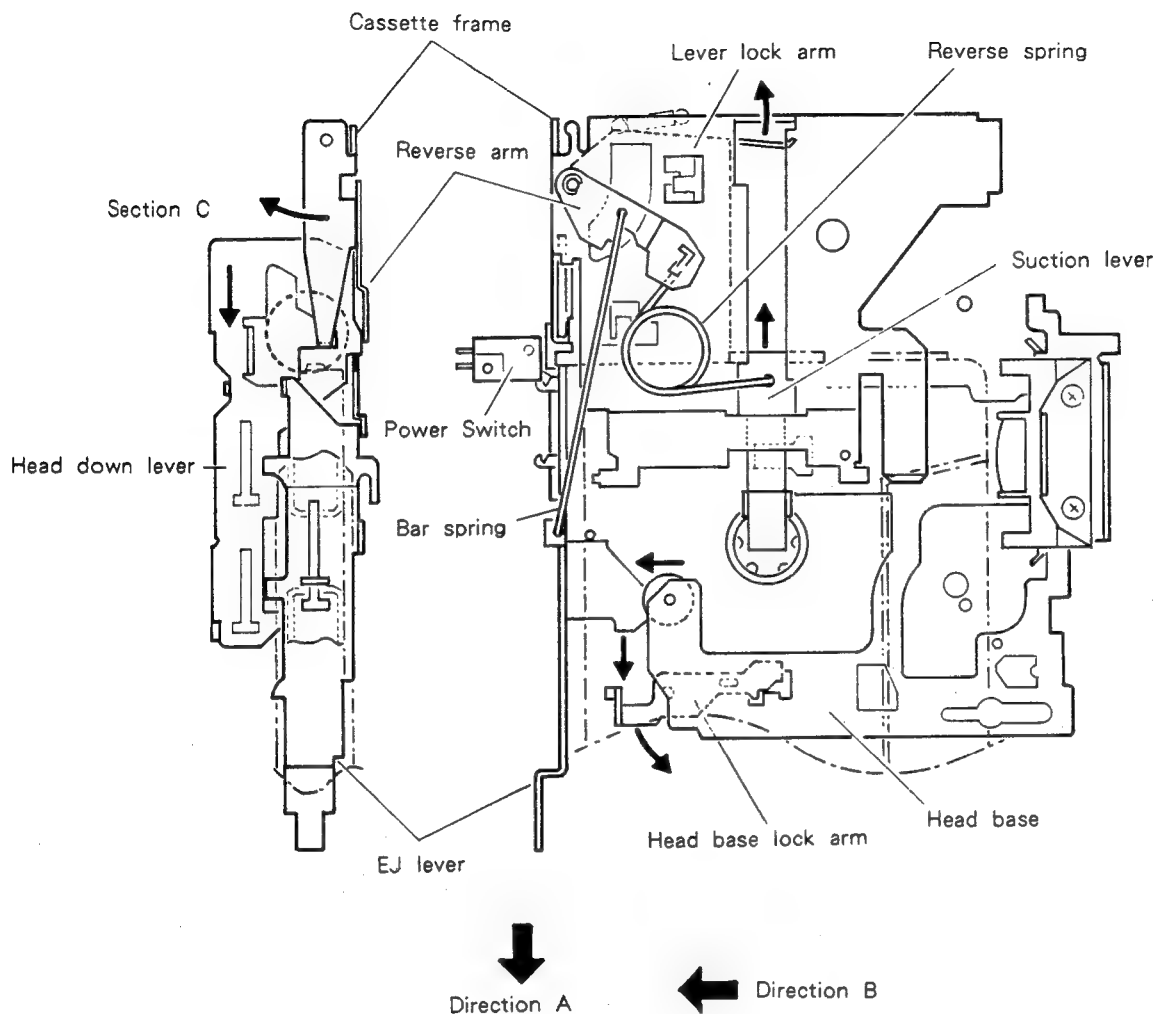 Cassette frame
Lever lock arm
Reverse spring
Reverse arm
Section C
Suction lever
Power Switch
Head down lever
Bar spring
Head base
Head base lock arm
EJ lever
Direction A
Direction B